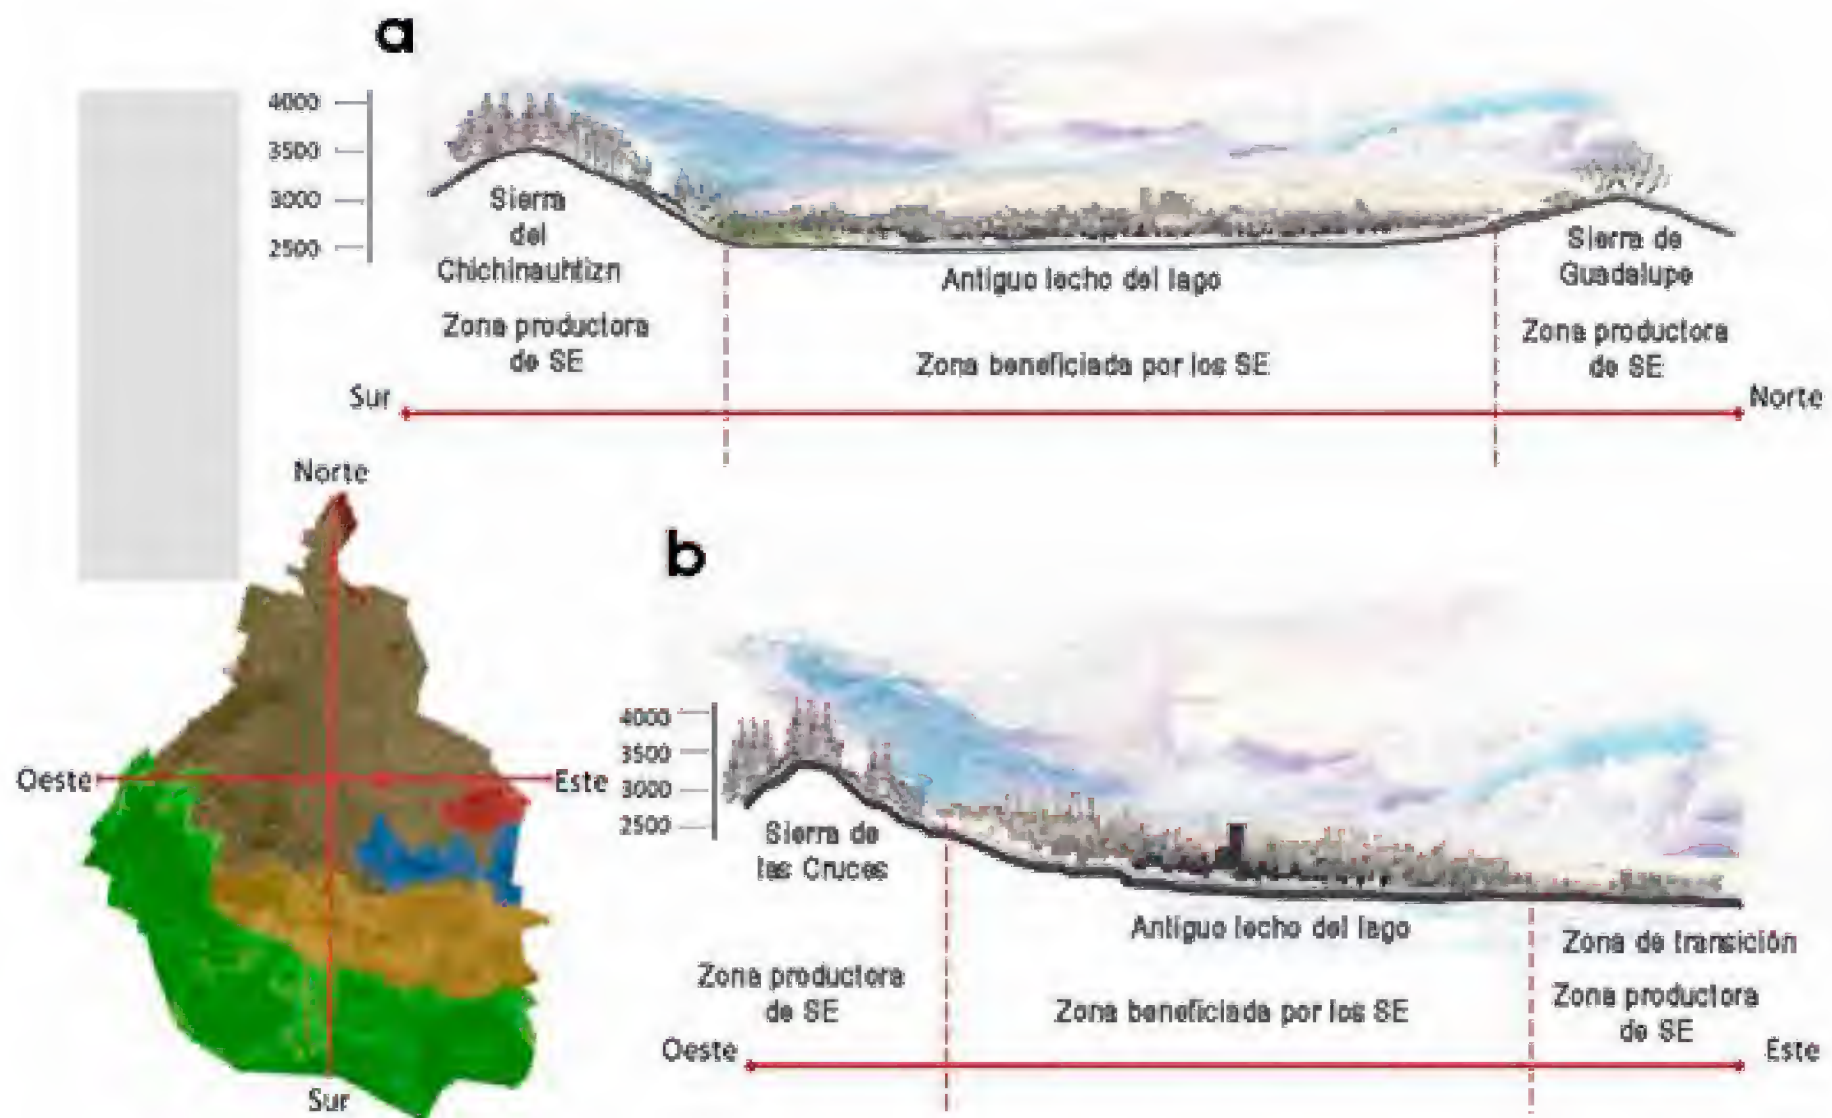 a
4000
3500
3000
2500
Sierra
del
Chichinauhtizn
Zona productora
de SE
Antiguo lecho del lago
Zona beneficiada por los SE
Sierra de
Guadalupe
Zona productora
de SE
Sur
Norte
Norte
Oeste
Este
Sur
b
4000
3500
3000
2500
Sierra de
las Cruces
Zona productora
de SE
Antiguo lecho del lago
Zona beneficiada por los SE
Zona de transición
Zona productora
de SE
Oeste
Este